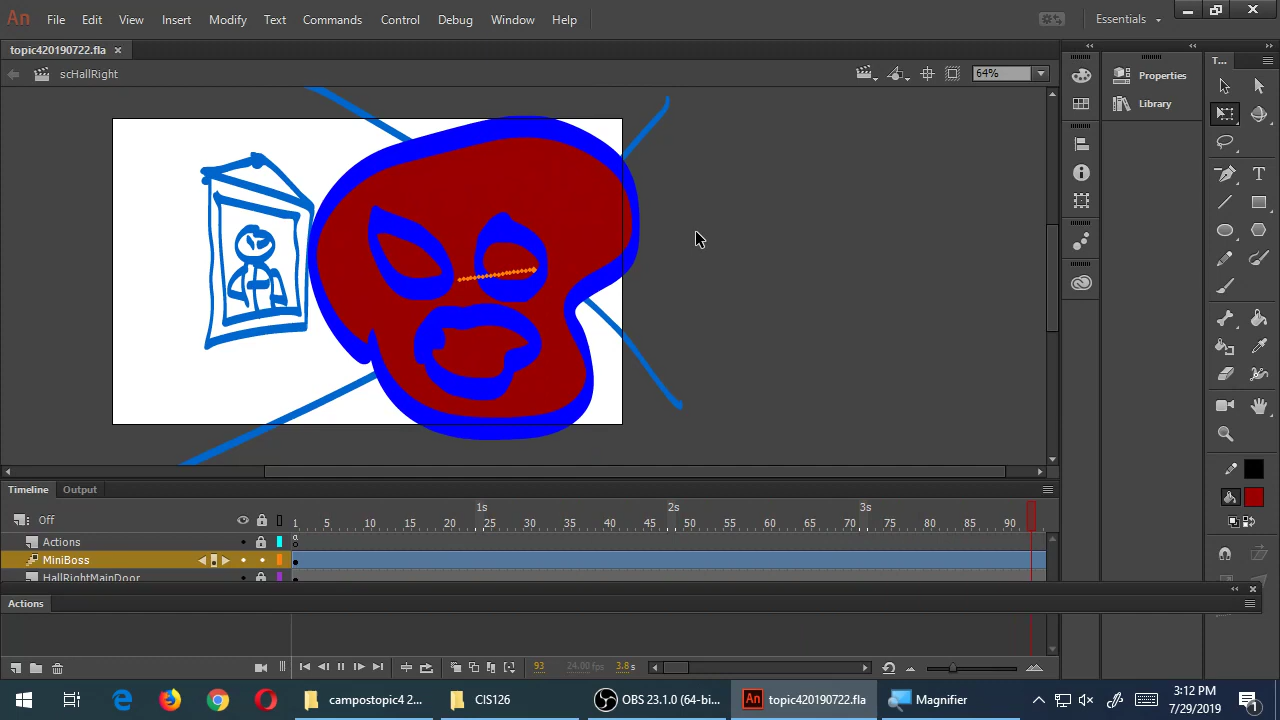 An File Edit View Insert Modify Text Commands Control Debug Window Help Essentials
topic420190722.fla ×
scHallRight 64%
T...
Properties
Library
Timeline Output
1s 2s 3s
Off 1 5 10 15 20 25 30 35 40 45 50 55 60 65 70 75 80 85 90
Actions
MiniBoss
HallRightMainDoor
Actions
93 24.00 fps 3.8 s
campostopic4 2... CIS126 OBS 23.1.0 (64-bi... An topic420190722.fla Magnifier
3:12 PM
7/29/2019
1